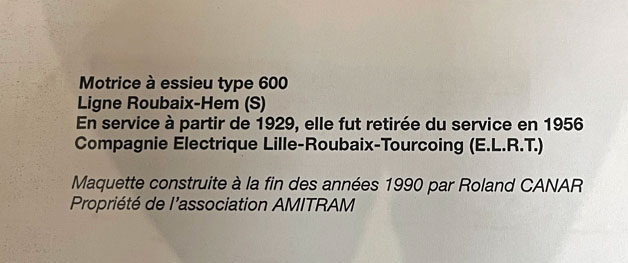 Motrice à essieu type 600
Ligne Roubaix-Hem (S)
En service à partir de 1929, elle fut retirée du service en 1956
Compagnie Electrique Lille-Roubaix-Tourcoing (E.L.R.T.)
Maquette construite à la fin des années 1990 par Roland CANAR
Propriété de l'association AMITRAM